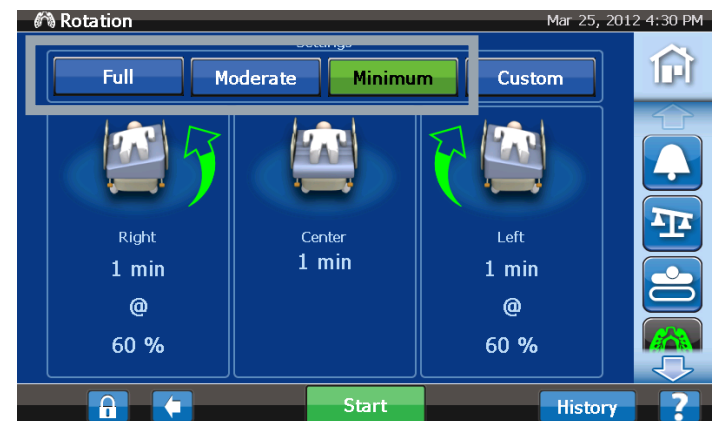 Rotation
Mar 25, 2012 4:30 PM
Settings
Full Moderate Minimum Custom
Right Center Left
1 min 1 min 1 min
@ @
60 % 60 %
Start History ?